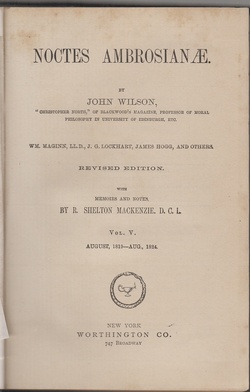 NOCTES AMBROSIANÆ.
BY
JOHN WILSON,
"CHRISTOPHER NORTH," OF BLACKWOOD'S MAGAZINE, PROFESSOR OF MORAL
PHILOSOPHY IN UNIVERSITY OF EDINBURGH, ETC.
WM. MAGINN, LL.D., J. G. LOCKHART, JAMES HOGG, AND OTHERS.
REVISED EDITION.
WITH
MEMOIRS AND NOTES
BY R. SHELTON MACKENZIE, D. C. L.
VOL. V.
AUGUST, — AUG., 1834.
NEW YORK
WORTHINGTON CO.
747 BROADWAY